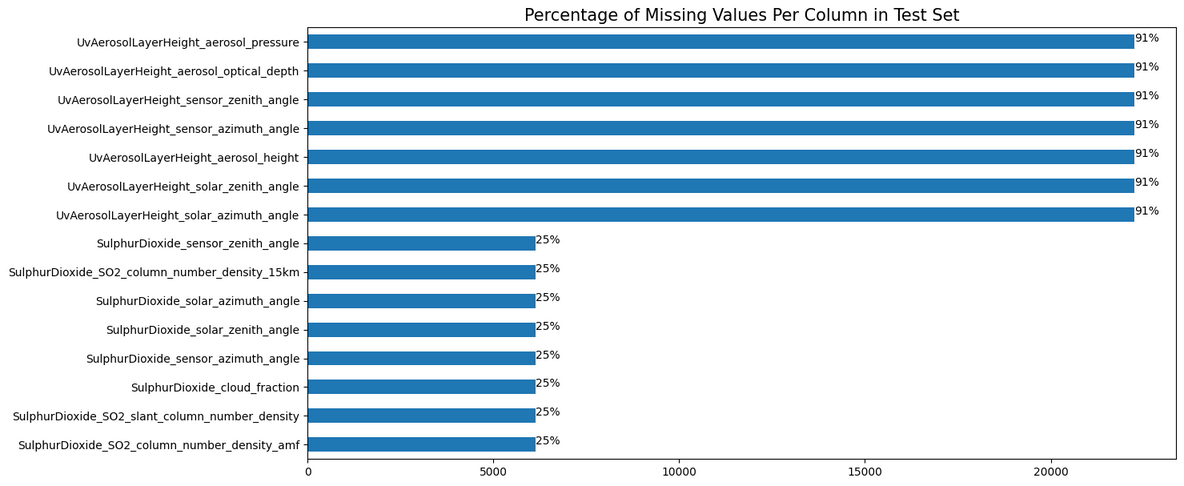 Percentage of Missing Values Per Column in Test Set
UvAerosolLayerHeight_aerosol_pressure 91%
UvAerosolLayerHeight_aerosol_optical_depth 91%
UvAerosolLayerHeight_sensor_zenith_angle 91%
UvAerosolLayerHeight_sensor_azimuth_angle 91%
UvAerosolLayerHeight_aerosol_height 91%
UvAerosolLayerHeight_solar_zenith_angle 91%
UvAerosolLayerHeight_solar_azimuth_angle 91%
SulphurDioxide_sensor_zenith_angle 25%
SulphurDioxide_SO2_column_number_density_15km 25%
SulphurDioxide_solar_azimuth_angle 25%
SulphurDioxide_solar_zenith_angle 25%
SulphurDioxide_sensor_azimuth_angle 25%
SulphurDioxide_cloud_fraction 25%
SulphurDioxide_SO2_slant_column_number_density 25%
SulphurDioxide_SO2_column_number_density_amf 25%
0 5000 10000 15000 20000